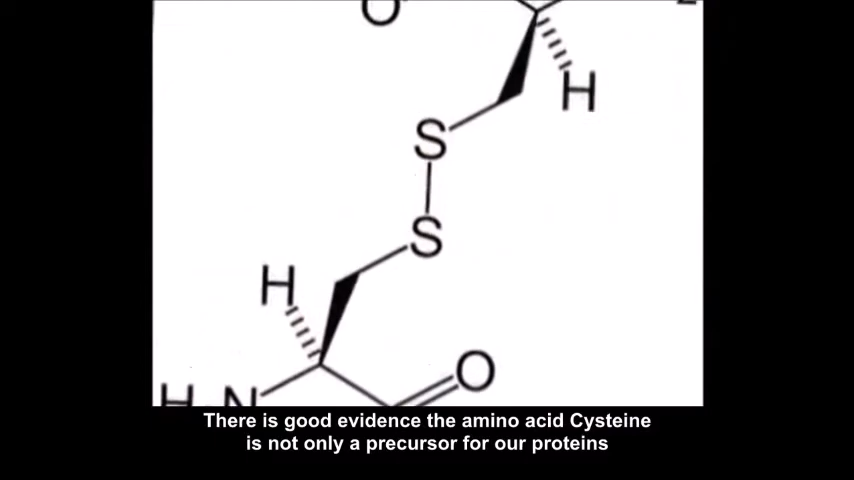 O
H
S
S
H
O
H N
There is good evidence the amino acid Cysteine
is not only a precursor for our proteins